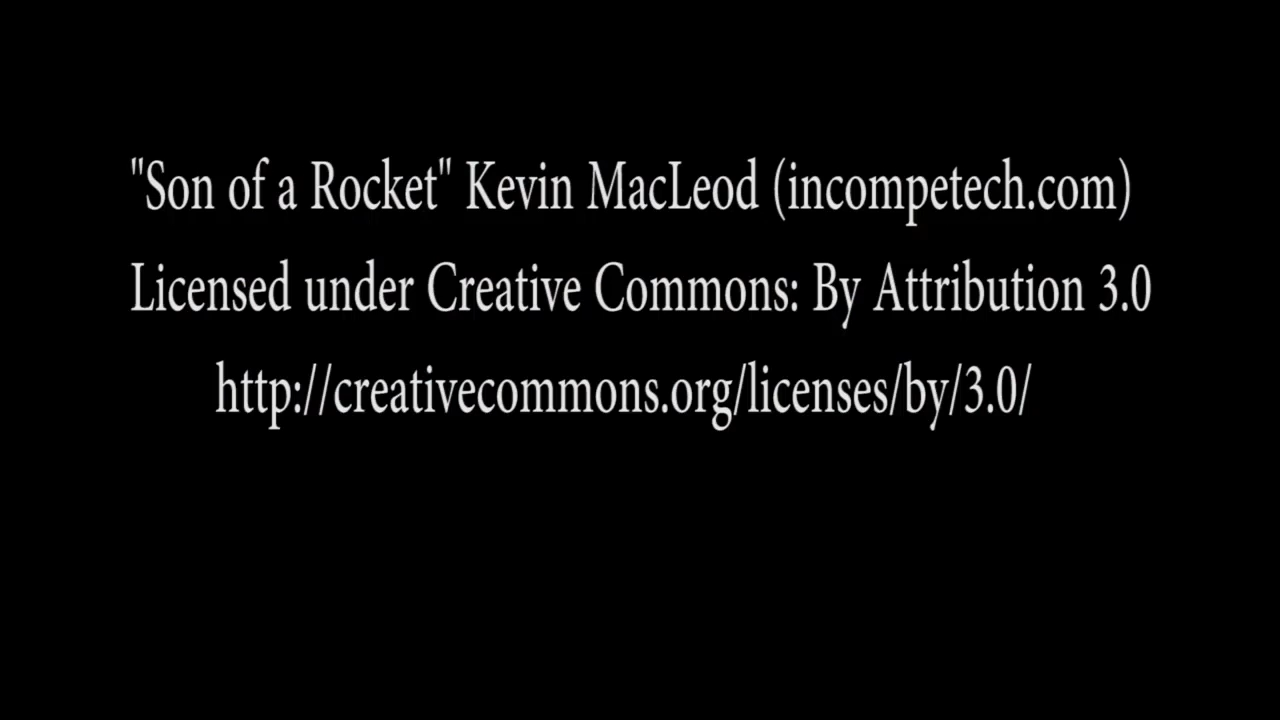 "Son of a Rocket" Kevin MacLeod (incompetech.com)
Licensed under Creative Commons: By Attribution 3.0
http://creativecommons.org/licenses/by/3.0/